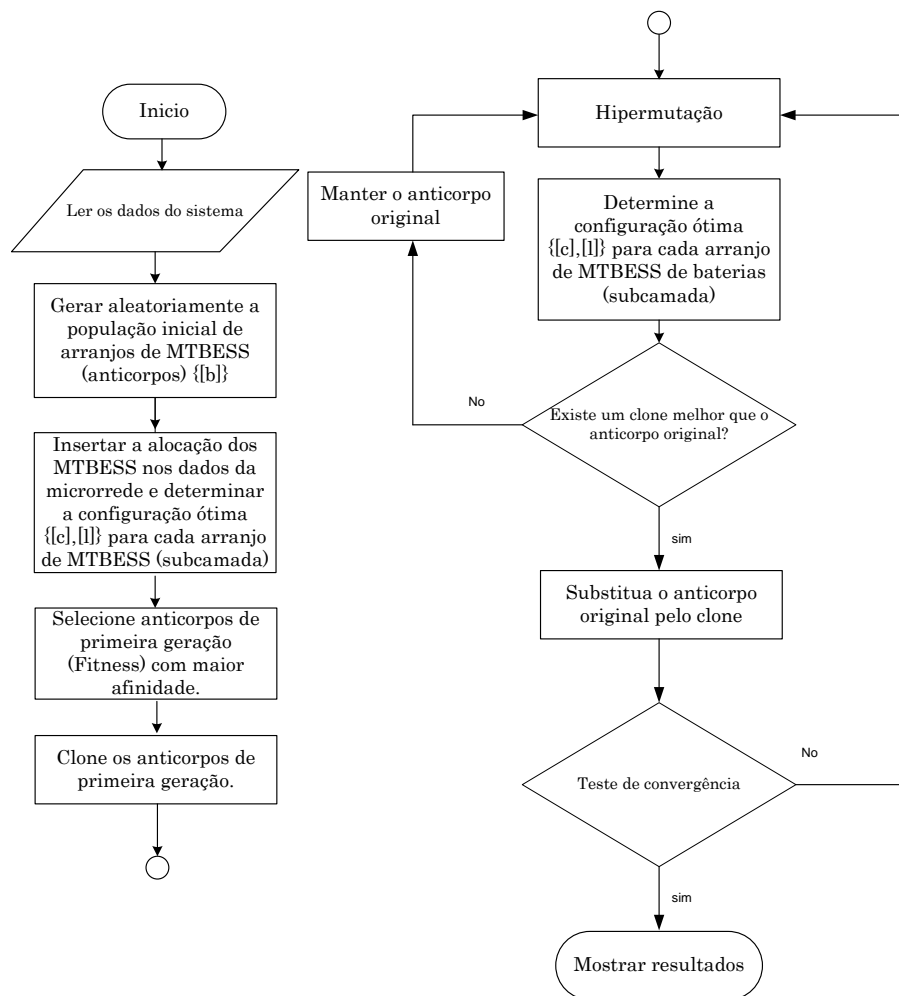 Inicio
Ler os dados do sistema
Gerar aleatoriamente a
população inicial de
arranjos de MTBESS
(anticorpos) {[b]}
Insertar a alocação dos
MTBESS nos dados da
microrrede e determinar
a configuração ótima
{[c],[l]} para cada arranjo
de MTBESS (subcamada)
Selecione anticorpos de
primeira geração
(Fitness) com maior
afinidade.
Clone os anticorpos de
primeira geração.
Hipermutação
Manter o anticorpo
original
Determine a
configuração ótima
{[c],[l]} para cada arranjo
de MTBESS de baterias
(subcamada)
No
Existe um clone melhor que o
anticorpo original?
sim
Substitua o anticorpo
original pelo clone
No
Teste de convergência
sim
Mostrar resultados